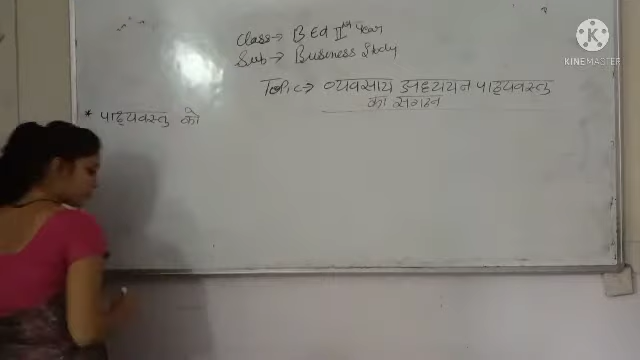 Class → B Ed IInd Year
Sub → Business Study
Topic → व्यवसाय अध्ययन पाठ्यवस्तु
का संगठन
* पाठ्यवस्तु को
KINEMASTER